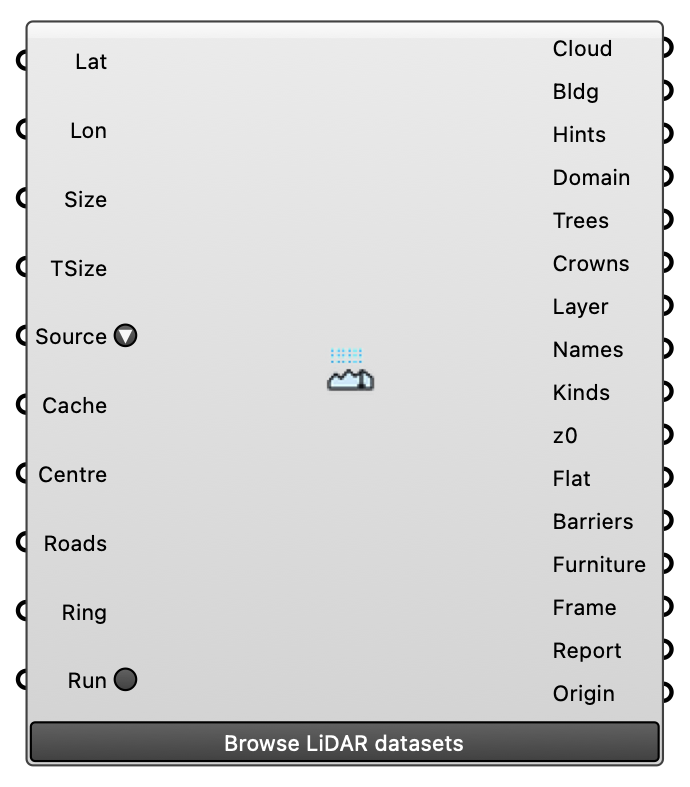 Lat
Lon
Size
TSize
Source
Cache
Centre
Roads
Ring
Run
Cloud
Bldg
Hints
Domain
Trees
Crowns
Layer
Names
Kinds
z0
Flat
Barriers
Furniture
Frame
Report
Origin
Browse LiDAR datasets